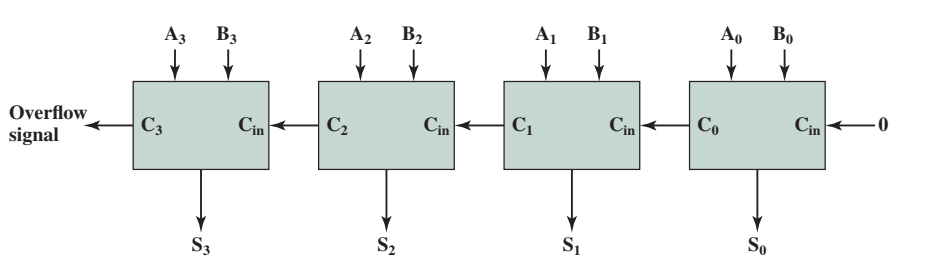 A₃ B₃ A₂ B₂ A₁ B₁ A₀ B₀
Overflow
signal
C₃ Cᵢₙ C₂ Cᵢₙ C₁ Cᵢₙ C₀ Cᵢₙ 0
S₃ S₂ S₁ S₀